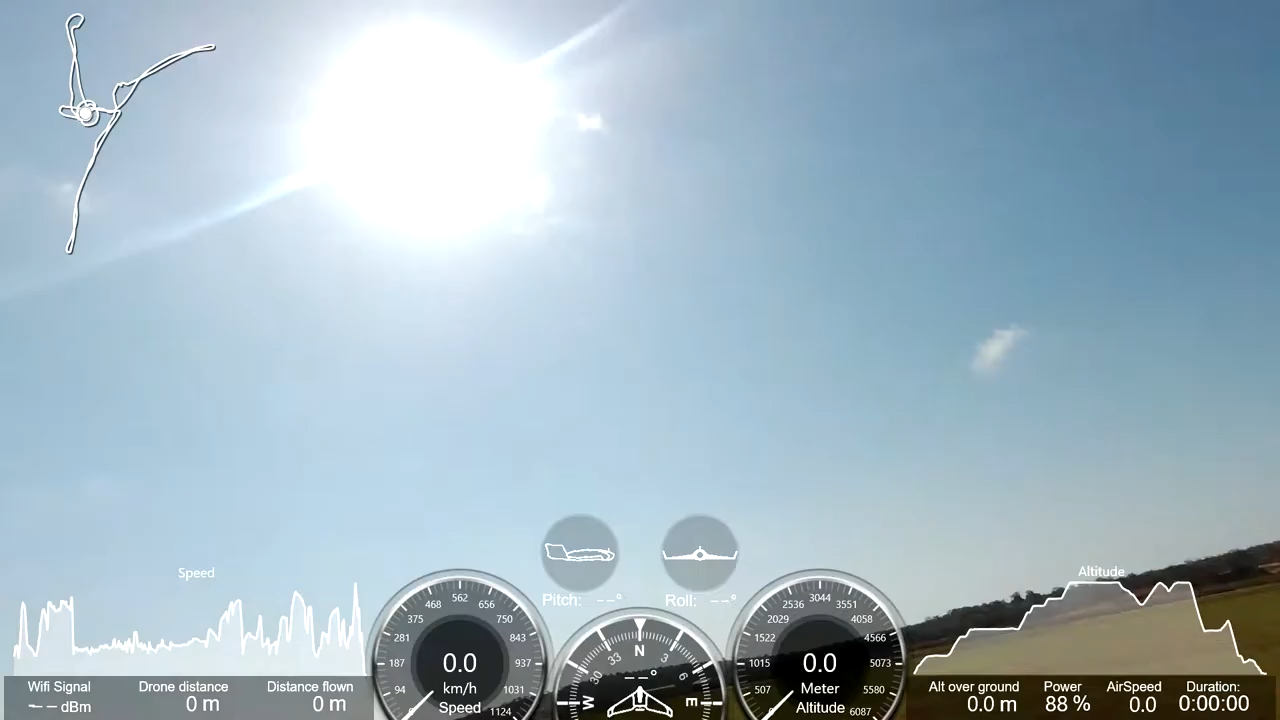 Speed
Wifi Signal
-- dBm
Drone distance
0 m
Distance flown
0 m
94
187
281
375
468
562
656
750
843
937
1031
1124
0.0
km/h
Speed
Pitch: --°
Roll: --°
W
30
33
N
3
6
E
--°
507
1015
1522
2029
2536
3044
3551
4058
4566
5073
5580
6087
0.0
Meter
Altitude
Altitude
Alt over ground
0.0 m
Power
88 %
AirSpeed
0.0
Duration:
0:00:00